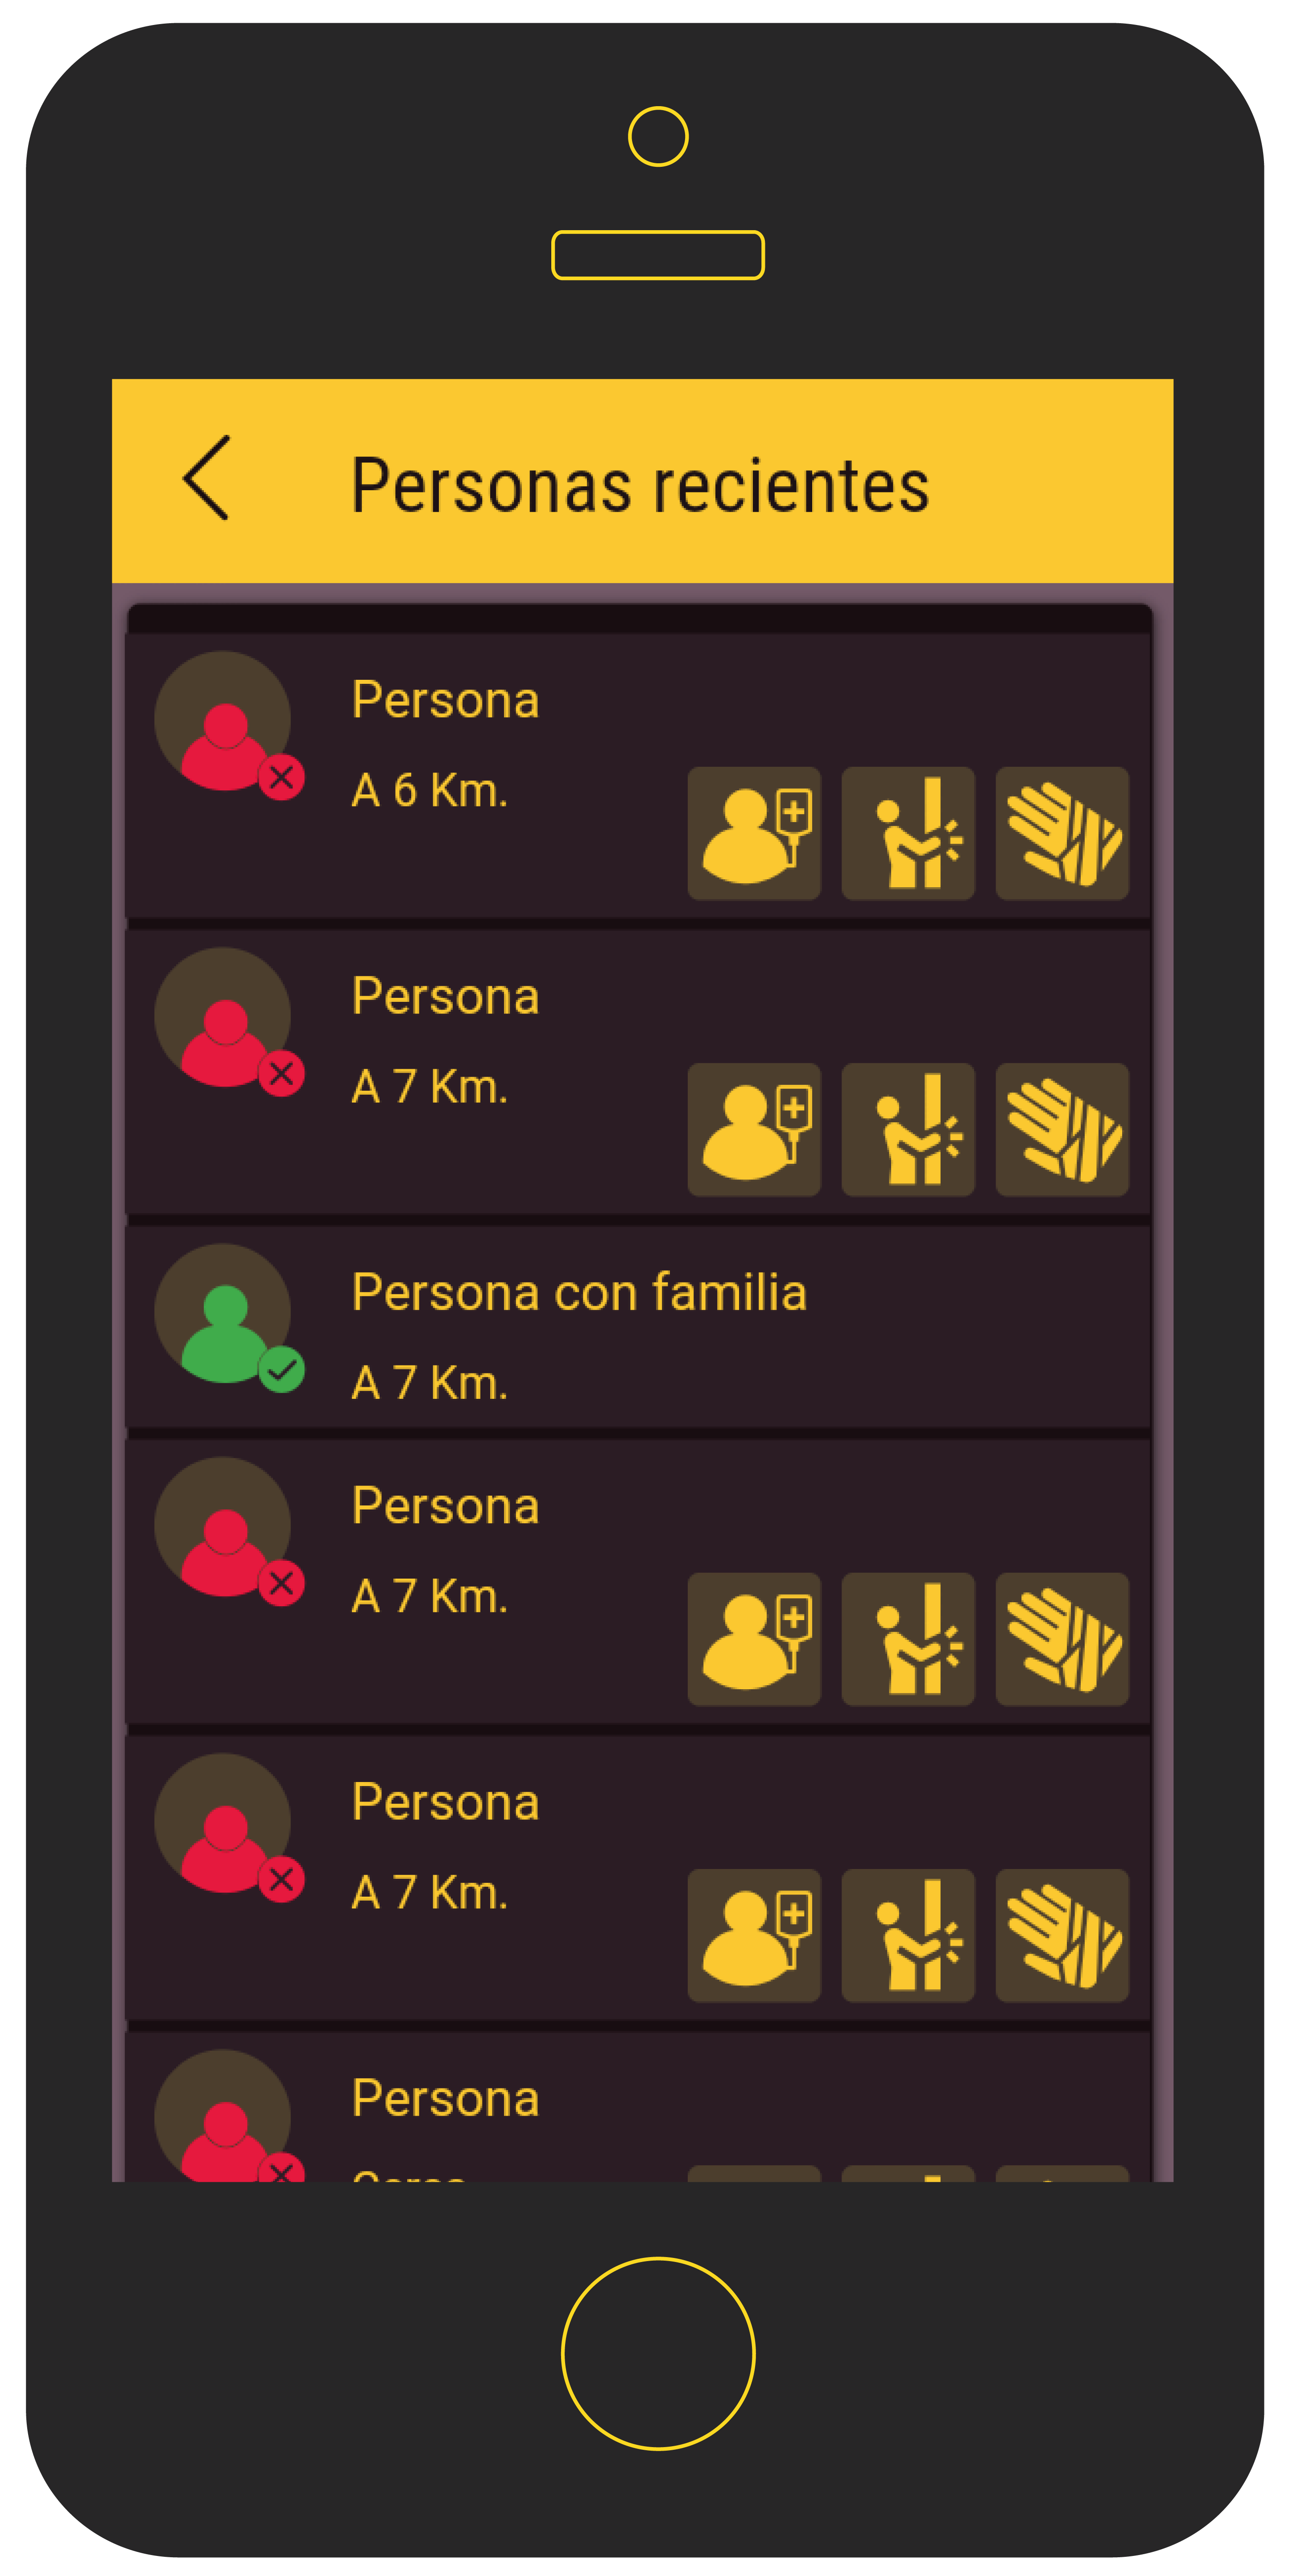 Personas recientes
Persona
A 6 Km.
Persona
A 7 Km.
Persona con familia
A 7 Km.
Persona
A 7 Km.
Persona
A 7 Km.
Persona